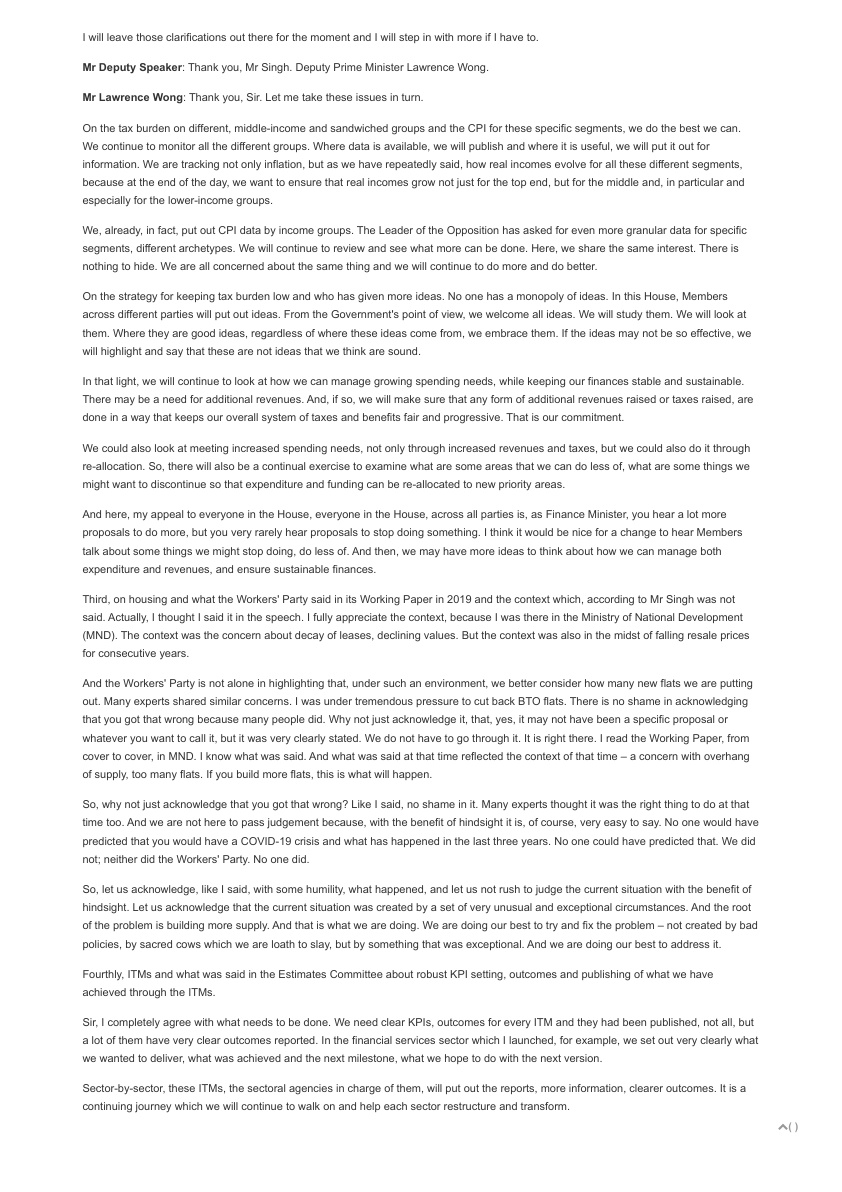 I will leave those clarifications out there for the moment and I will step in with more if I have to.
Mr Deputy Speaker: Thank you, Mr Singh. Deputy Prime Minister Lawrence Wong.
Mr Lawrence Wong: Thank you, Sir. Let me take these issues in turn.
On the tax burden on different, middle-income and sandwiched groups and the CPI for these specific segments, we do the best we can.
We continue to monitor all the different groups. Where data is available, we will publish and where it is useful, we will put it out for
information. We are tracking not only inflation, but as we have repeatedly said, how real incomes evolve for all these different segments,
because at the end of the day, we want to ensure that real incomes grow not just for the top end, but for the middle and, in particular and
especially for the lower-income groups.
We, already, in fact, put out CPI data by income groups. The Leader of the Opposition has asked for even more granular data for specific
segments, different archetypes. We will continue to review and see what more can be done. Here, we share the same interest. There is
nothing to hide. We are all concerned about the same thing and we will continue to do more and do better.
On the strategy for keeping tax burden low and who has given more ideas. No one has a monopoly of ideas. In this House, Members
across different parties will put out ideas. From the Government's point of view, we welcome all ideas. We will study them. We will look at
them. Where they are good ideas, regardless of where these ideas come from, we embrace them. If the ideas may not be so effective, we
will highlight and say that these are not ideas that we think are sound.
In that light, we will continue to look at how we can manage growing spending needs, while keeping our finances stable and sustainable.
There may be a need for additional revenues. And, if so, we will make sure that any form of additional revenues raised or taxes raised, are
done in a way that keeps our overall system of taxes and benefits fair and progressive. That is our commitment.
We could also look at meeting increased spending needs, not only through increased revenues and taxes, but we could also do it through
re-allocation. So, there will also be a continual exercise to examine what are some areas that we can do less of, what are some things we
might want to discontinue so that expenditure and funding can be re-allocated to new priority areas.
And here, my appeal to everyone in the House, everyone in the House, across all parties is, as Finance Minister, you hear a lot more
proposals to do more, but you very rarely hear proposals to stop doing something. I think it would be nice for a change to hear Members
talk about some things we might stop doing, do less of. And then, we may have more ideas to think about how we can manage both
expenditure and revenues, and ensure sustainable finances.
Third, on housing and what the Workers' Party said in its Working Paper in 2019 and the context which, according to Mr Singh was not
said. Actually, I thought I said it in the speech. I fully appreciate the context, because I was there in the Ministry of National Development
(MND). The context was the concern about decay of leases, declining values. But the context was also in the midst of falling resale prices
for consecutive years.
And the Workers' Party is not alone in highlighting that, under such an environment, we better consider how many new flats we are putting
out. Many experts shared similar concerns. I was under tremendous pressure to cut back BTO flats. There is no shame in acknowledging
that you got that wrong because many people did. Why not just acknowledge it, that, yes, it may not have been a specific proposal or
whatever you want to call it, but it was very clearly stated. We do not have to go through it. It is right there. I read the Working Paper, from
cover to cover, in MND. I know what was said. And what was said at that time reflected the context of that time – a concern with overhang
of supply, too many flats. If you build more flats, this is what will happen.
So, why not just acknowledge that you got that wrong? Like I said, no shame in it. Many experts thought it was the right thing to do at that
time too. And we are not here to pass judgement because, with the benefit of hindsight it is, of course, very easy to say. No one would have
predicted that you would have a COVID-19 crisis and what has happened in the last three years. No one could have predicted that. We did
not; neither did the Workers' Party. No one did.
So, let us acknowledge, like I said, with some humility, what happened, and let us not rush to judge the current situation with the benefit of
hindsight. Let us acknowledge that the current situation was created by a set of very unusual and exceptional circumstances. And the root
of the problem is building more supply. And that is what we are doing. We are doing our best to try and fix the problem – not created by bad
policies, by sacred cows which we are loath to slay, but by something that was exceptional. And we are doing our best to address it.
Fourthly, ITMs and what was said in the Estimates Committee about robust KPI setting, outcomes and publishing of what we have
achieved through the ITMs.
Sir, I completely agree with what needs to be done. We need clear KPIs, outcomes for every ITM and they had been published, not all, but
a lot of them have very clear outcomes reported. In the financial services sector which I launched, for example, we set out very clearly what
we wanted to deliver, what was achieved and the next milestone, what we hope to do with the next version.
Sector-by-sector, these ITMs, the sectoral agencies in charge of them, will put out the reports, more information, clearer outcomes. It is a
continuing journey which we will continue to walk on and help each sector restructure and transform.
( )